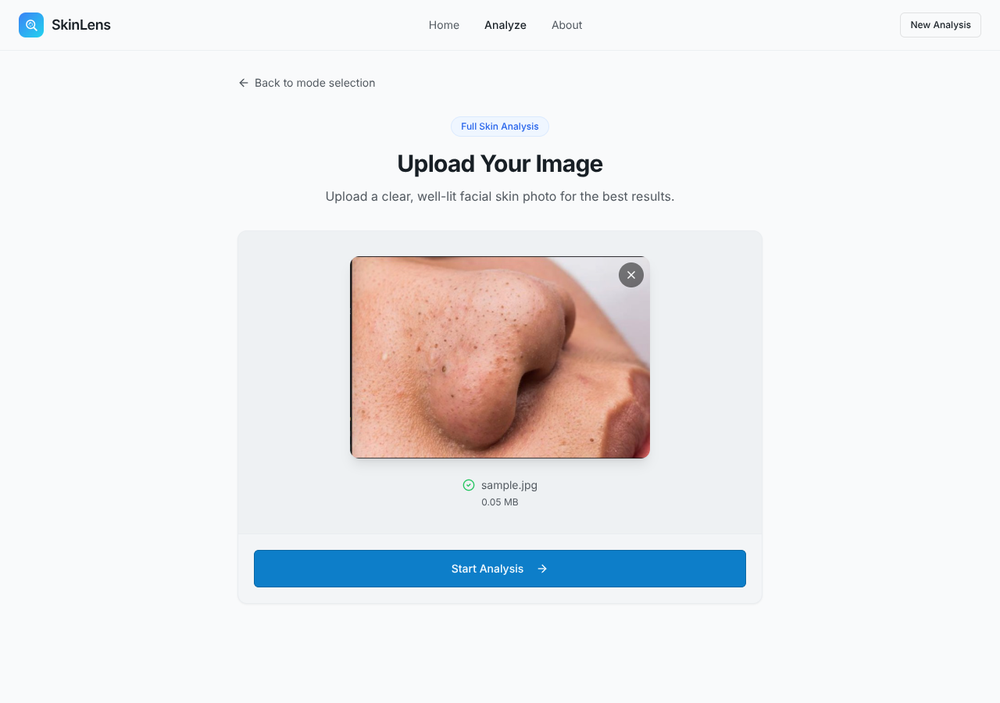 SkinLens
Home
Analyze
About
New Analysis
Back to mode selection
Full Skin Analysis
Upload Your Image
Upload a clear, well-lit facial skin photo for the best results.
sample.jpg
0.05 MB
Start Analysis